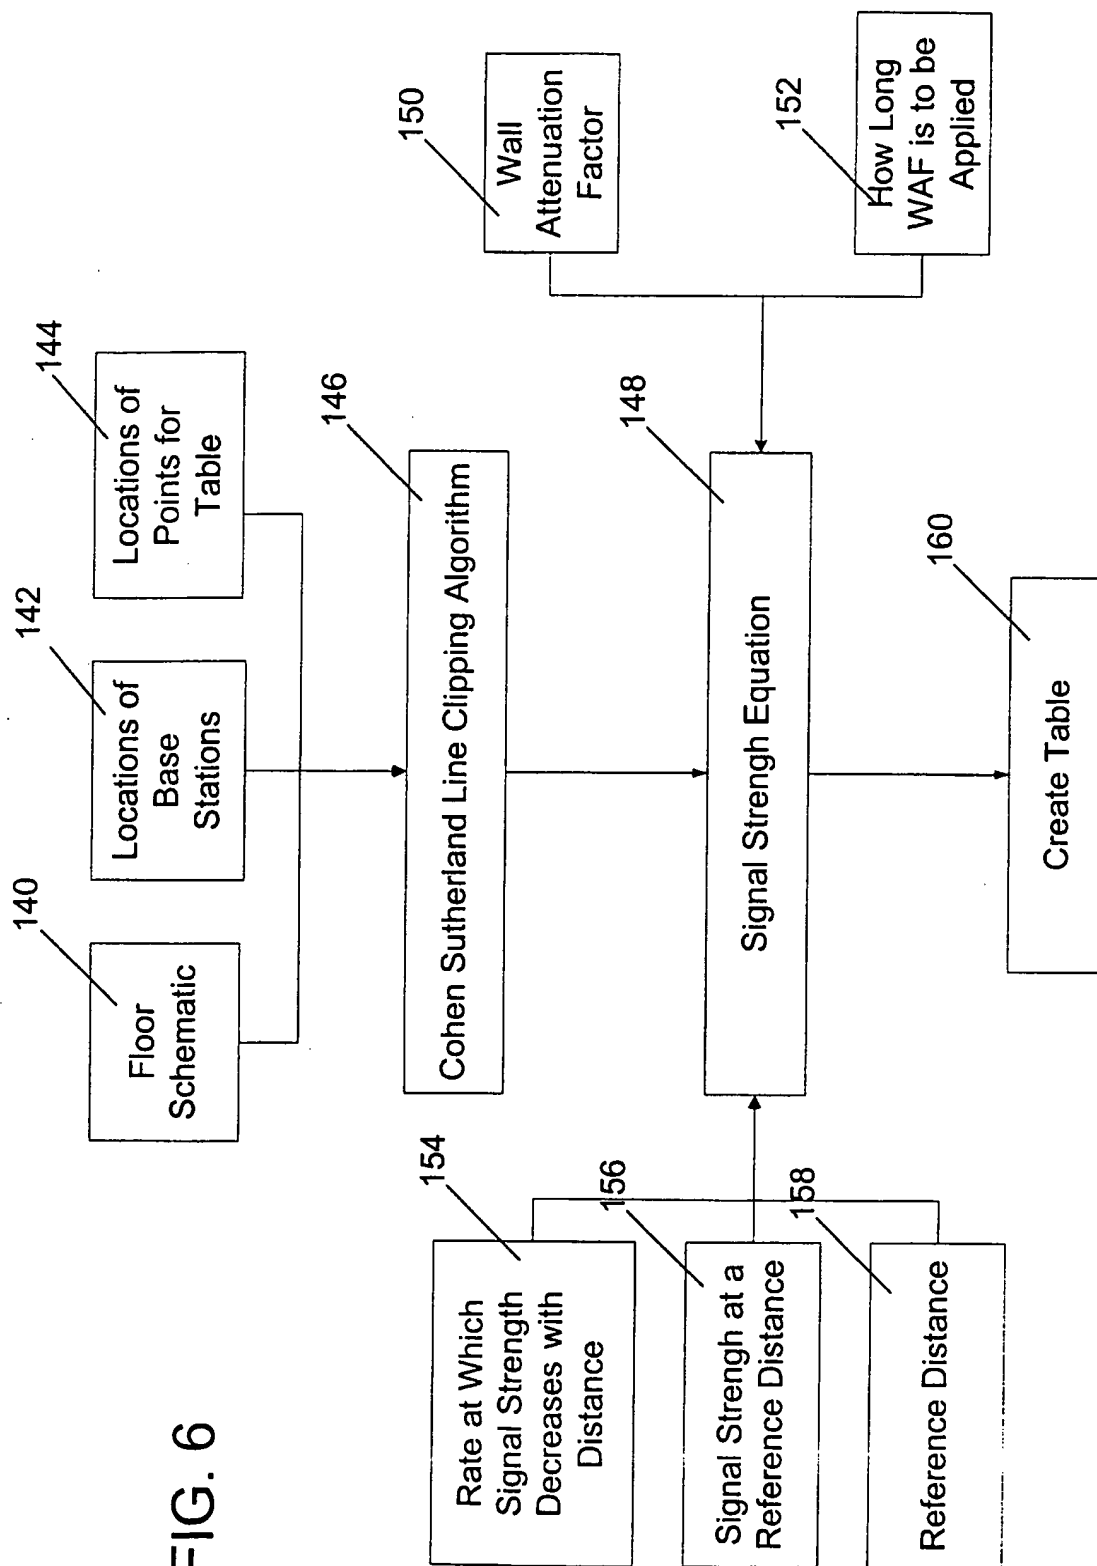 FIG. 6
140
Floor
Schematic
142
Locations of
Base
Stations
144
Locations of
Points for
Table
146
Cohen Sutherland Line Clipping Algorithm
148
Signal Strengh Equation
150
Wall
Attenuation
Factor
152
How Long
WAF is to be
Applied
154
Rate at Which
Signal Strength
Decreases with
Distance
156
Signal Strengh at a
Reference Distance
158
Reference Distance
160
Create Table